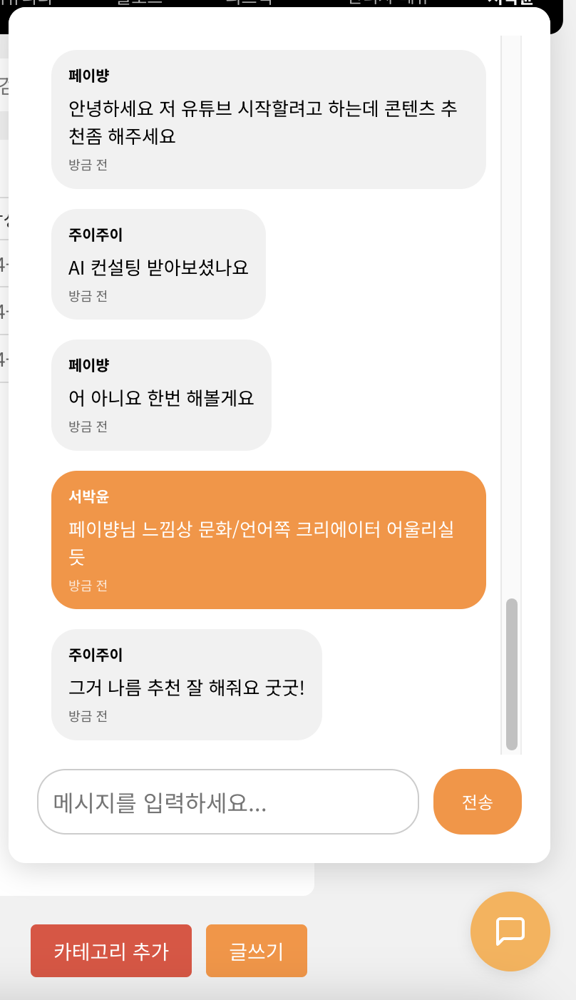 서박윤
페이뱡
안녕하세요 저 유튜브 시작할려고 하는데 콘텐츠 추
천좀 해주세요
방금 전
주이주이
AI 컨설팅 받아보셨나요
방금 전
페이뱡
어 아니요 한번 해볼게요
방금 전
서박윤
페이뱡님 느낌상 문화/언어쪽 크리에이터 어울리실
듯
방금 전
주이주이
그거 나름 추천 잘 해줘요 굿굿!
방금 전
메시지를 입력하세요...
전송
카테고리 추가
글쓰기